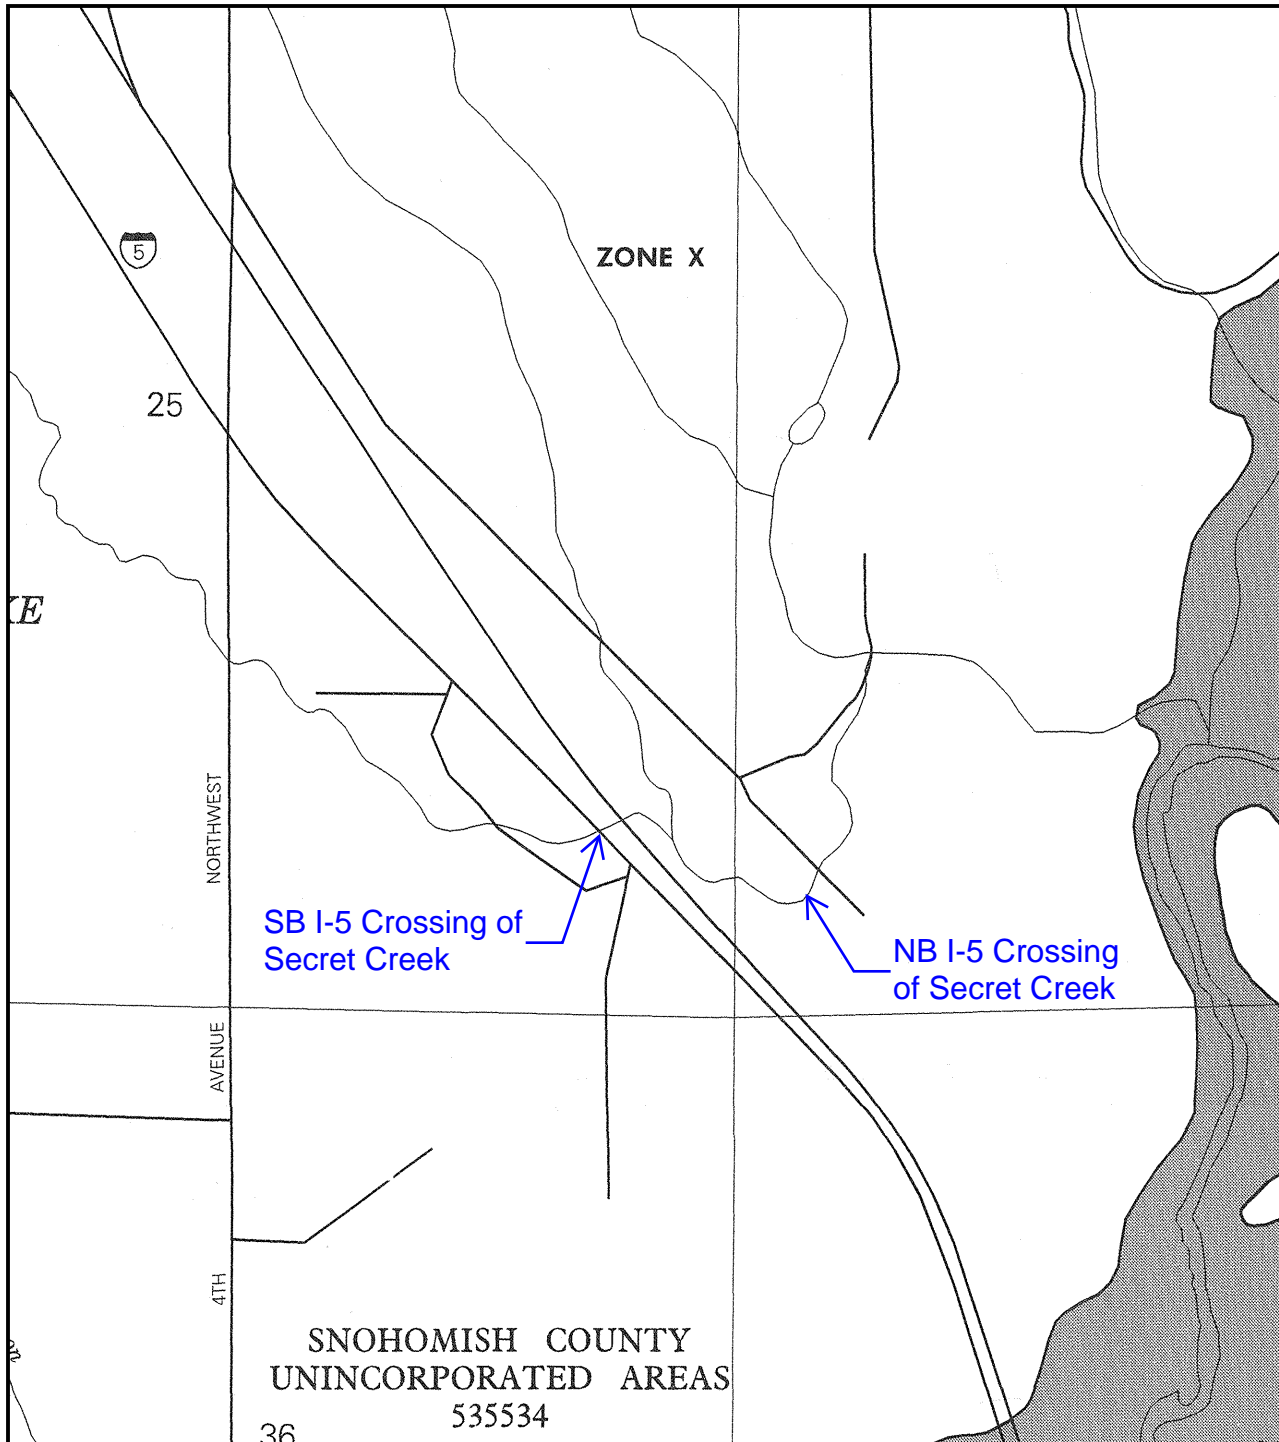 ZONE X
5
25
KE
NORTHWEST
SB I-5 Crossing of
Secret Creek
NB I-5 Crossing
of Secret Creek
AVENUE
4TH
SNOHOMISH COUNTY
UNINCORPORATED AREAS
535534
36